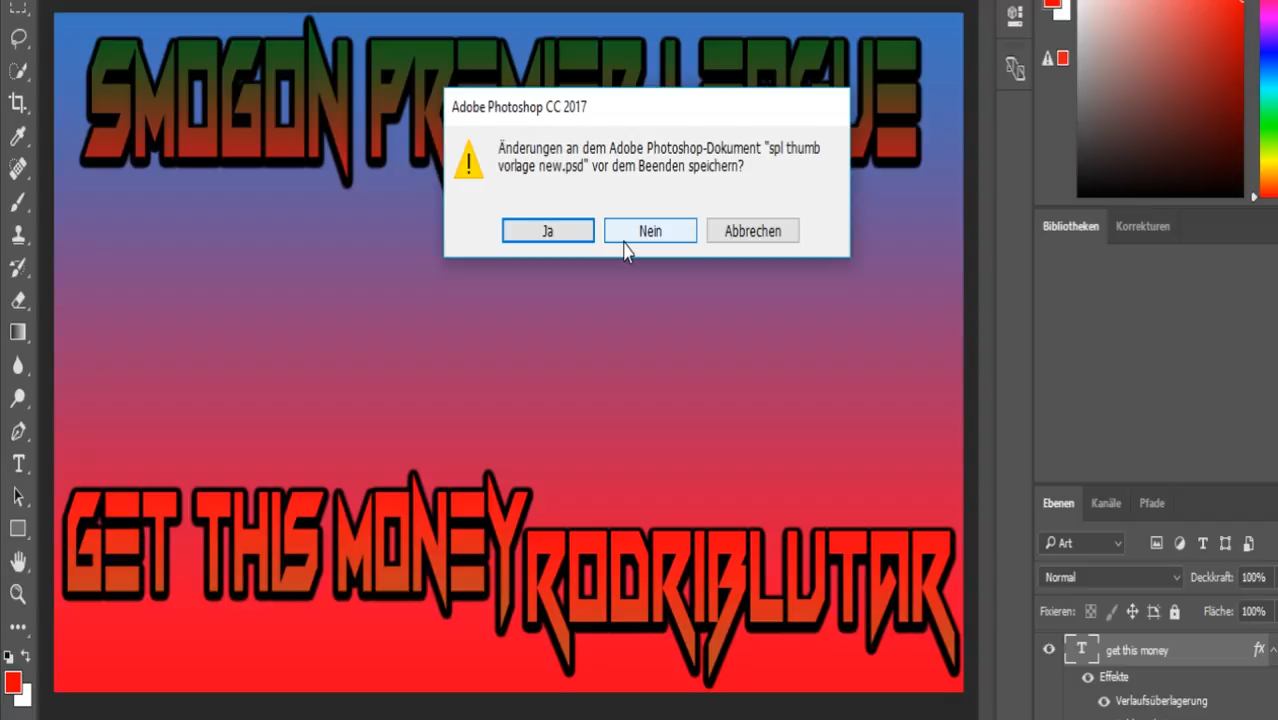 SMOGON PREMIER LEAGUE
Adobe Photoshop CC 2017
Änderungen an dem Adobe Photoshop-Dokument "spl thumb
vorlage new.psd" vor dem Beenden speichern?
Ja Nein Abbrechen
GET THIS MONEY RODRIBLUTAR
Bibliotheken Korrekturen
Ebenen Kanäle Pfade
Art
Normal Deckkraft: 100%
Fixieren: Fläche: 100%
T get this money fx
Effekte
Verlaufsüberlagerung